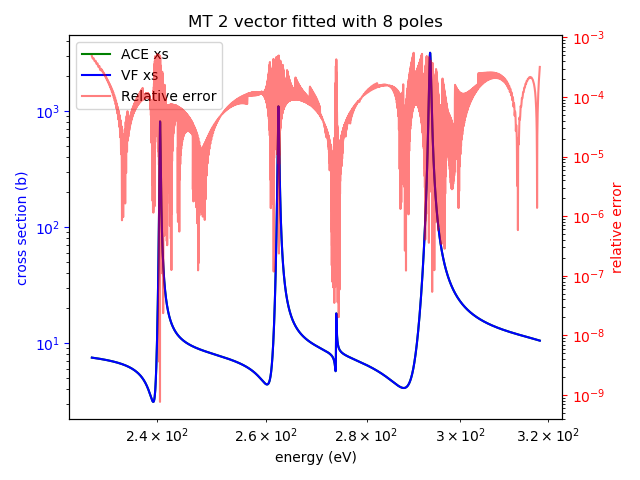 MT 2 vector fitted with 8 poles
ACE xs
VF xs
Relative error
cross section (b)
10³
10²
10¹
10⁻³
10⁻⁴
10⁻⁵
10⁻⁶
10⁻⁷
10⁻⁸
10⁻⁹
relative error
2.4 × 10²
2.6 × 10²
2.8 × 10²
3 × 10²
3.2 × 10²
energy (eV)